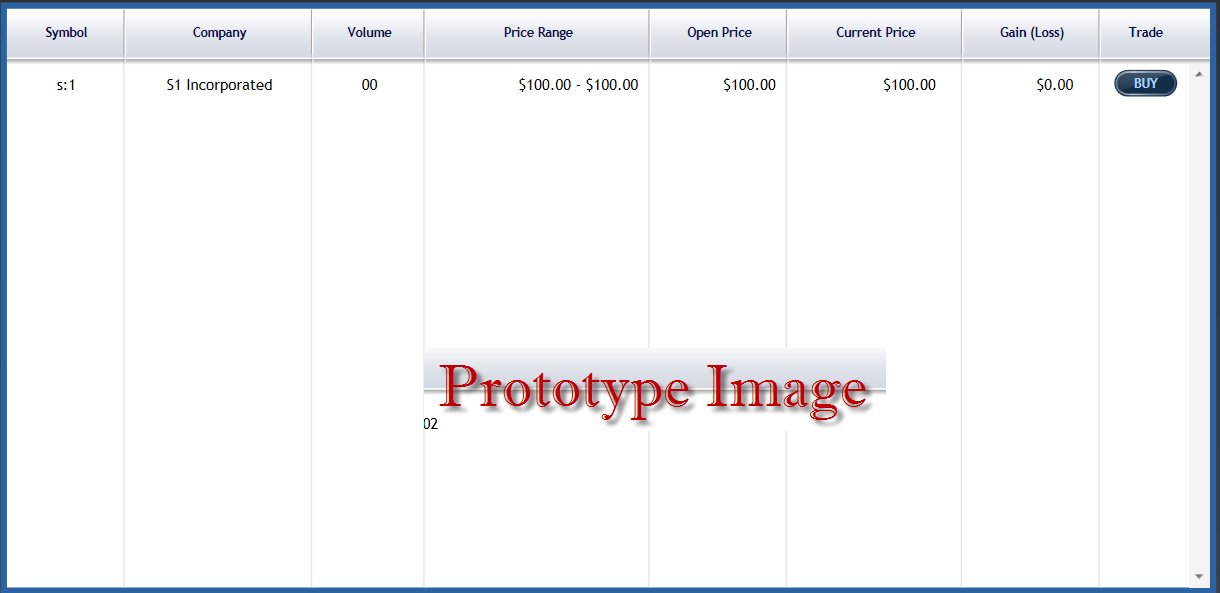 Symbol Company Volume Price Range Open Price Current Price Gain (Loss) Trade
s:1 S1 Incorporated 00 $100.00 - $100.00 $100.00 $100.00 $0.00 BUY
Prototype Image
02